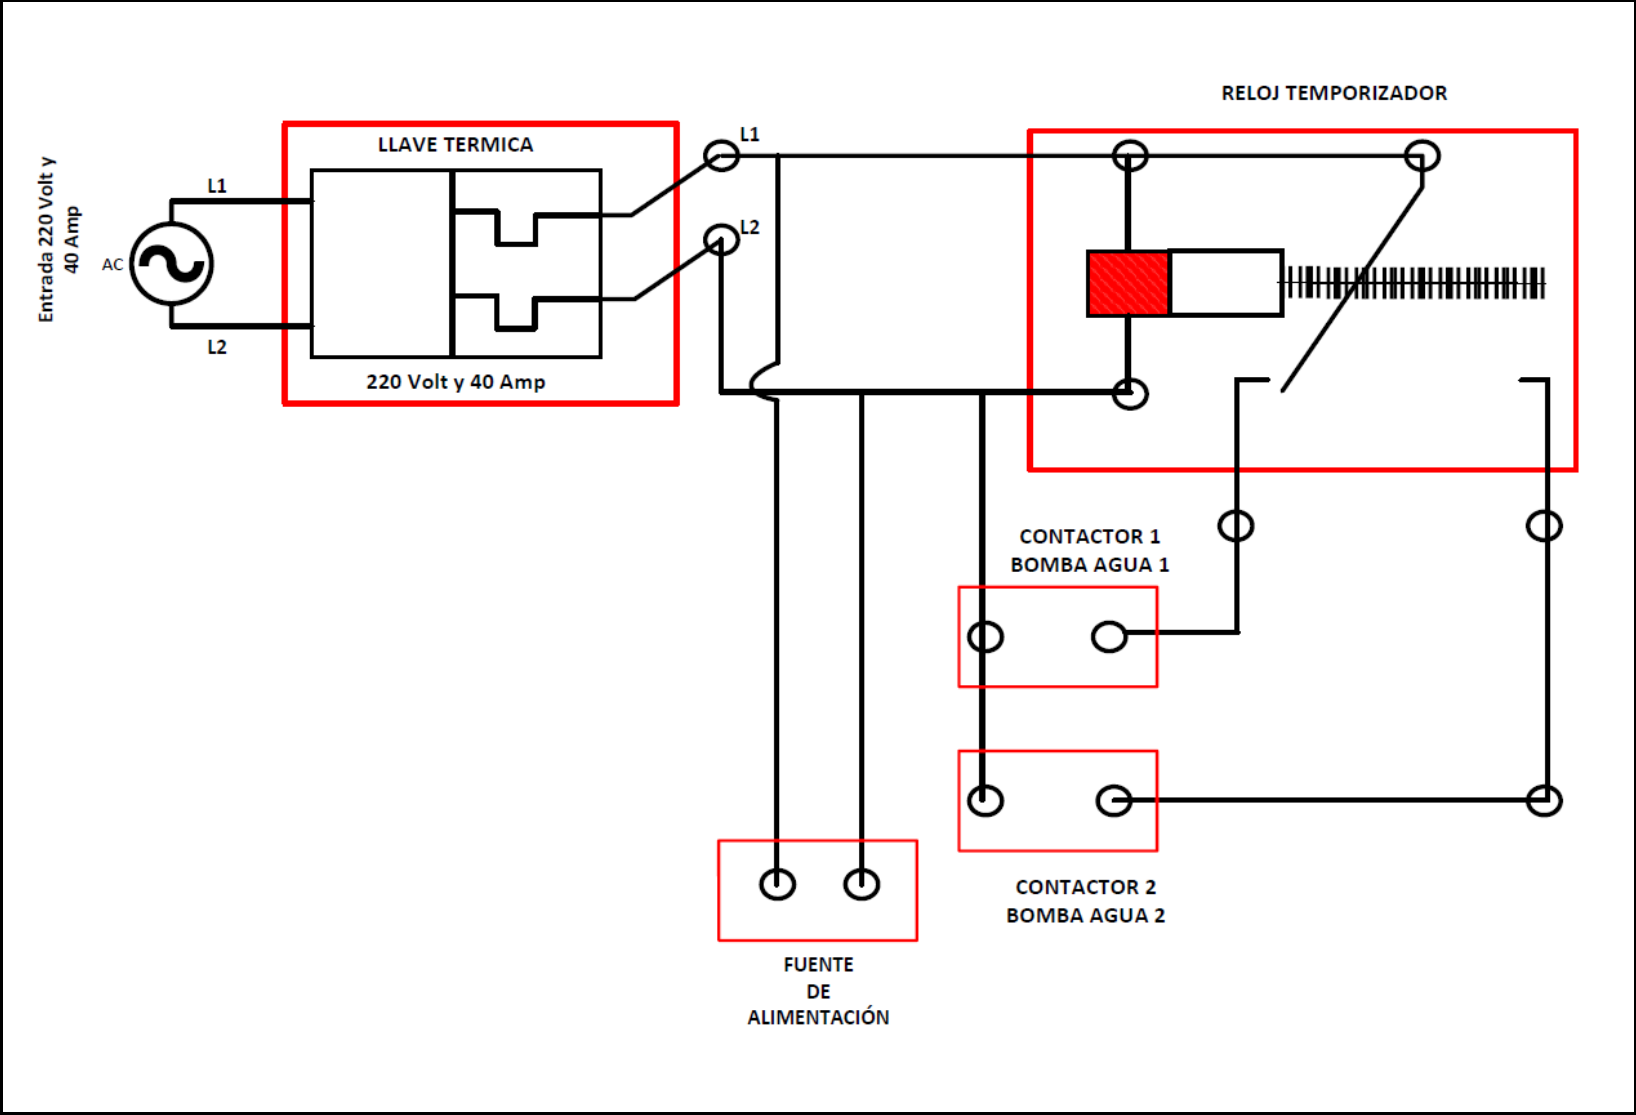 RELOJ TEMPORIZADOR
LLAVE TERMICA
L1
L2
Entrada 220 Volt y
40 Amp
L1
AC
L2
220 Volt y 40 Amp
CONTACTOR 1
BOMBA AGUA 1
CONTACTOR 2
BOMBA AGUA 2
FUENTE
DE
ALIMENTACIÓN